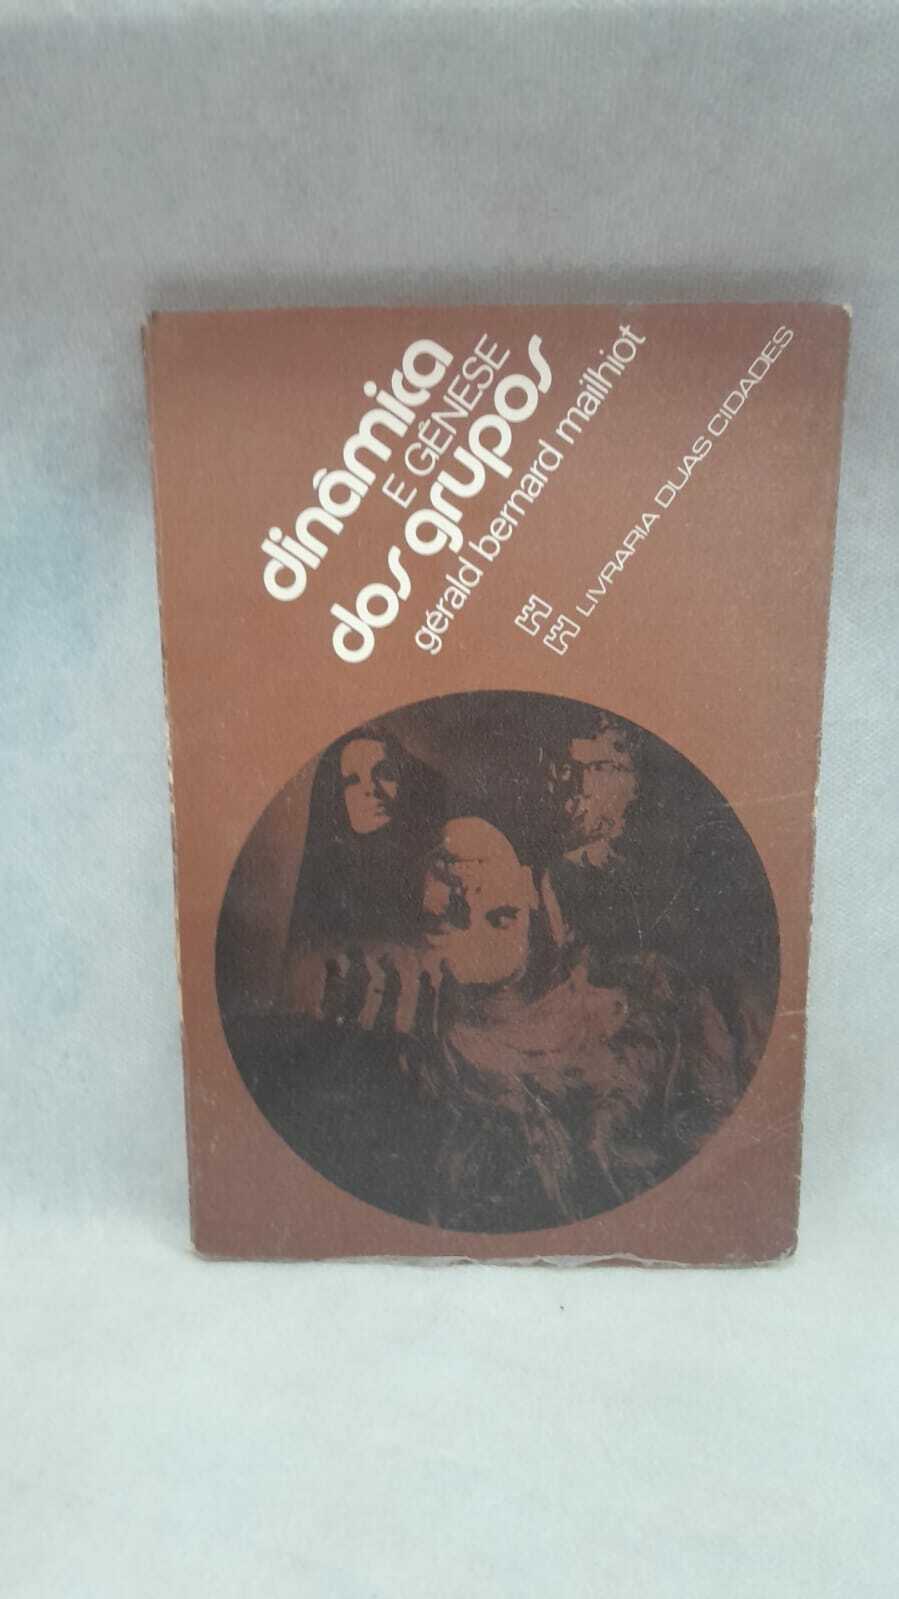 dinâmica
E GÊNESE
dos grupos
gérald bernard mailhiot
LIVRARIA DUAS CIDADES